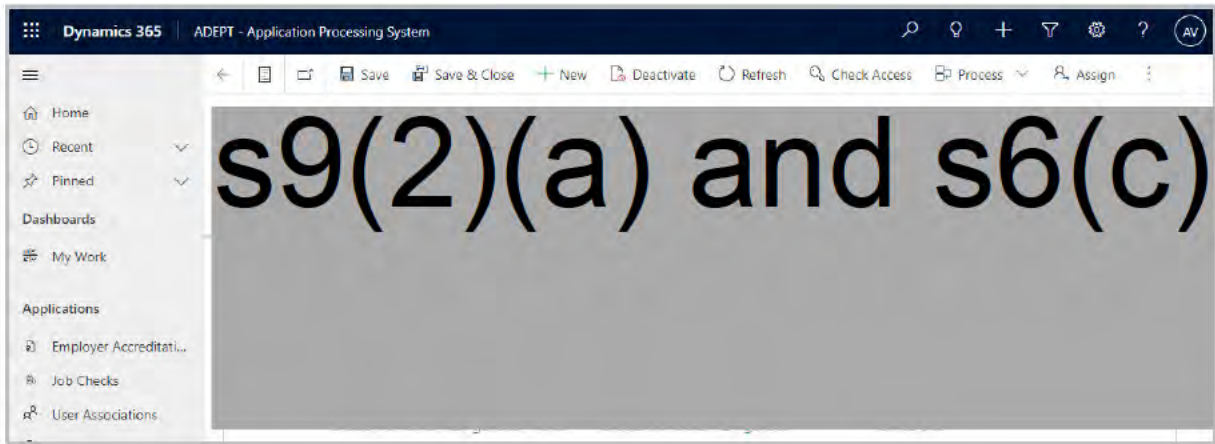 Dynamics 365 ADEPT - Application Processing System ? AV
Save Save & Close + New Deactivate Refresh Check Access Process Assign
Home
Recent
Pinned
Dashboards
My Work
Applications
Employer Accreditati...
Job Checks
User Associations
s9(2)(a) and s6(c)